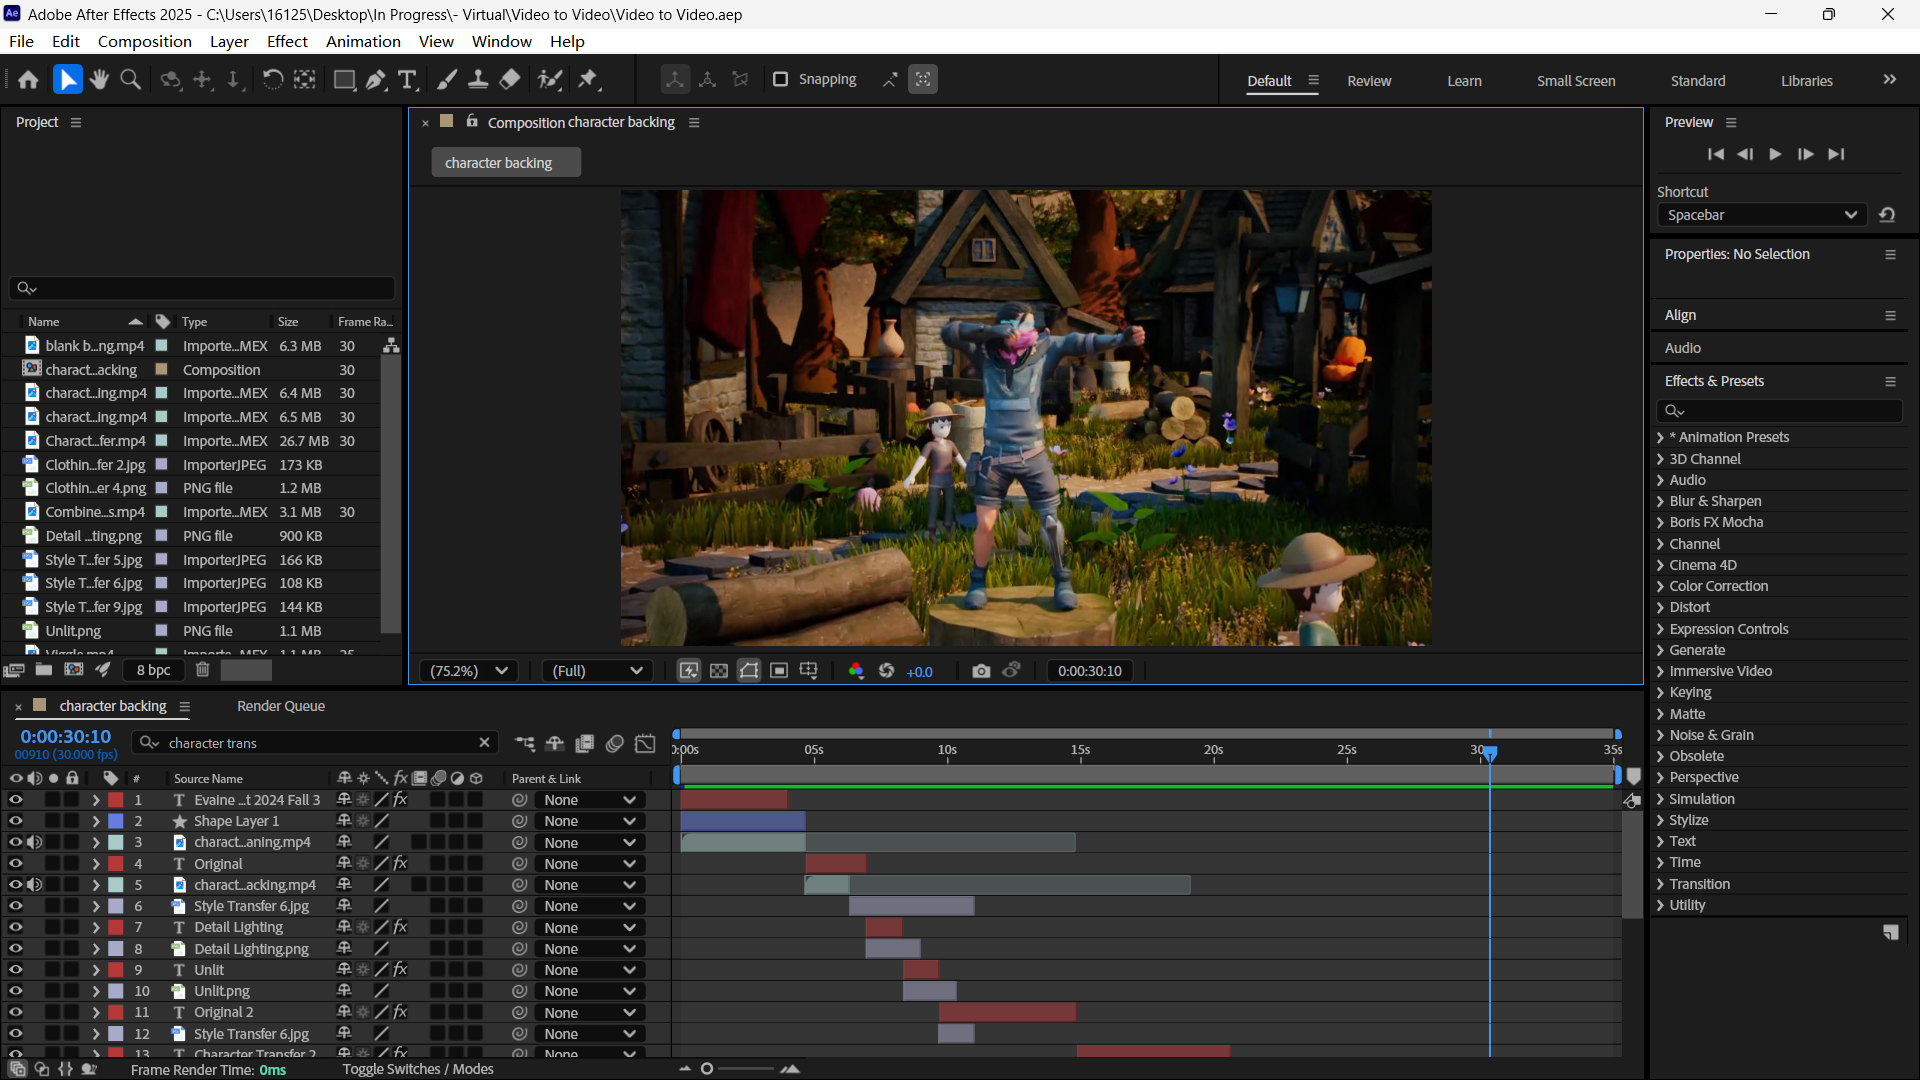 Adobe After Effects 2025 - C:\Users\16125\Desktop\In Progress\- Virtual\Video to Video\Video to Video.aep
File Edit Composition Layer Effect Animation View Window Help
Snapping
Default Review Learn Small Screen Standard Libraries
Project
Composition character backing
character backing
Preview
Shortcut
Spacebar
Properties: No Selection
Align
Audio
Effects & Presets
* Animation Presets
3D Channel
Audio
Blur & Sharpen
Boris FX Mocha
Channel
Cinema 4D
Color Correction
Distort
Expression Controls
Generate
Immersive Video
Keying
Matte
Noise & Grain
Obsolete
Perspective
Simulation
Stylize
Text
Time
Transition
Utility
Name Type Size Frame Ra...
blank b...ng.mp4 Importe...MEX 6.3 MB 30
charact...acking Composition 30
charact...ing.mp4 Importe...MEX 6.4 MB 30
charact...ing.mp4 Importe...MEX 6.5 MB 30
Charact...fer.mp4 Importe...MEX 26.7 MB 30
Clothin...fer 2.jpg ImporterJPEG 173 KB
Clothin...er 4.png PNG file 1.2 MB
Combine...s.mp4 Importe...MEX 3.1 MB 30
Detail ...ting.png PNG file 900 KB
Style T...fer 5.jpg ImporterJPEG 166 KB
Style T...fer 6.jpg ImporterJPEG 108 KB
Style T...fer 9.jpg ImporterJPEG 144 KB
Unlit.png PNG file 1.1 MB
Viggle.mp4 Importe...MEX 1.1 MB 25
8 bpc
(75.2%) (Full) +0.0 0:00:30:10
character backing Render Queue
0:00:30:10
00910 (30.000 fps)
character trans
0:00s 05s 10s 15s 20s 25s 30s 35s
# Source Name Parent & Link
1 T Evaine ...t 2024 Fall 3 fx None
2 Shape Layer 1 None
3 charact...aning.mp4 None
4 T Original fx None
5 charact...acking.mp4 None
6 Style Transfer 6.jpg None
7 T Detail Lighting fx None
8 Detail Lighting.png None
9 T Unlit fx None
10 Unlit.png None
11 T Original 2 fx None
12 Style Transfer 6.jpg None
13 T Character Transfer 2 fx None
Frame Render Time: 0ms Toggle Switches / Modes